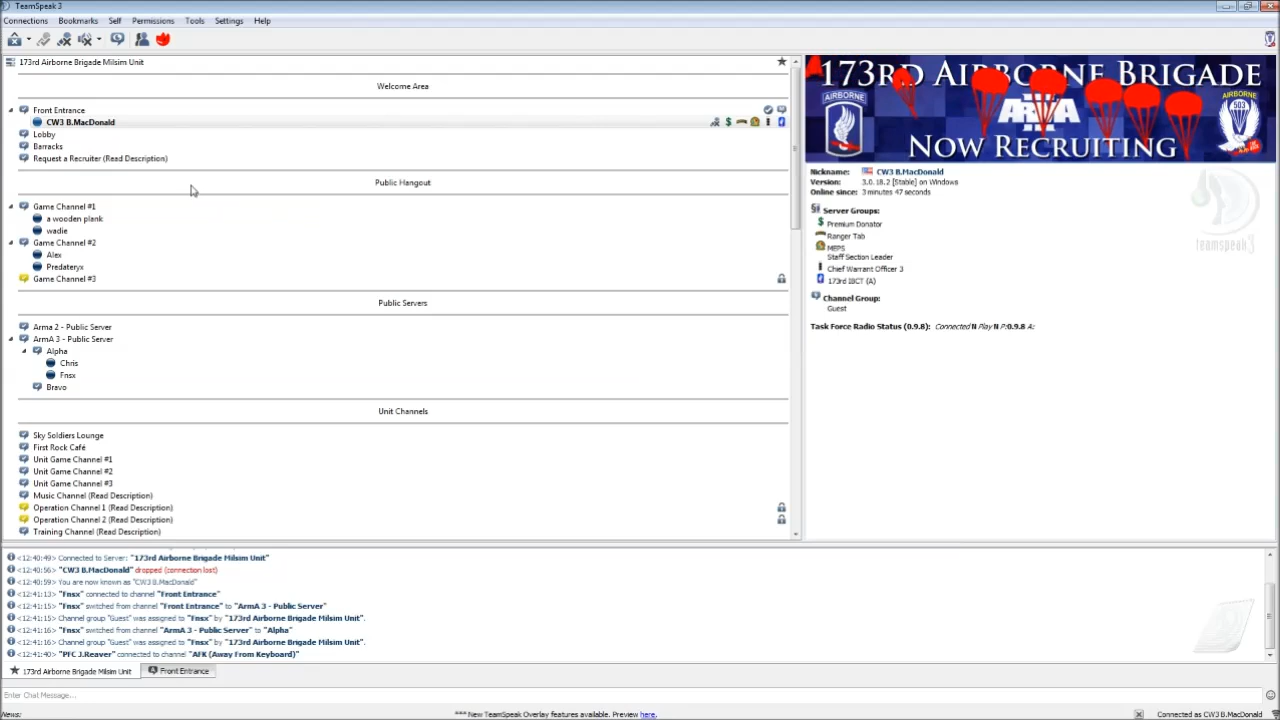 TeamSpeak 3
Connections Bookmarks Self Permissions Tools Settings Help
173rd Airborne Brigade Milsim Unit
Welcome Area
Front Entrance
CW3 B.MacDonald
Lobby
Barracks
Request a Recruiter (Read Description)
Public Hangout
Game Channel #1
a wooden plank
wadie
Game Channel #2
Alex
Predateryx
Game Channel #3
Public Servers
Arma 2 - Public Server
ArmA 3 - Public Server
Alpha
Chris
Fnsx
Bravo
Unit Channels
Sky Soldiers Lounge
First Rock Café
Unit Game Channel #1
Unit Game Channel #2
Unit Game Channel #3
Music Channel (Read Description)
Operation Channel 1 (Read Description)
Operation Channel 2 (Read Description)
Training Channel (Read Description)
173RD AIRBORNE BRIGADE
AIRBORNE
ARMA III
AIRBORNE
503
NOW RECRUITING
Nickname: CW3 B.MacDonald
Version: 3.0.18.2 [Stable] on Windows
Online since: 3 minutes 47 seconds
teamspeak3
Server Groups:
Premium Donator
Ranger Tab
MEPS
Staff Section Leader
Chief Warrant Officer 3
173rd IBCT (A)
Channel Group:
Guest
Task Force Radio Status (0.9.8) : Connected N Play N P:0.9.8 A:
<12:40:49> Connected to Server: "173rd Airborne Brigade Milsim Unit"
<12:40:56> "CW3 B.MacDonald" dropped (connection lost)
<12:40:59> You are now known as "CW3 B.MacDonald"
<12:41:13> "Fnsx" connected to channel "Front Entrance"
<12:41:15> "Fnsx" switched from channel "Front Entrance" to "ArmA 3 - Public Server"
<12:41:15> Channel group "Guest" was assigned to "Fnsx" by "173rd Airborne Brigade Milsim Unit".
<12:41:16> "Fnsx" switched from channel "ArmA 3 - Public Server" to "Alpha"
<12:41:16> Channel group "Guest" was assigned to "Fnsx" by "173rd Airborne Brigade Milsim Unit".
<12:41:40> "PFC J.Reaver" connected to channel "AFK (Away From Keyboard)"
173rd Airborne Brigade Milsim Unit Front Entrance
Enter Chat Message...
News: *** New TeamSpeak Overlay features available. Preview here. Connected as CW3 B.MacDonald